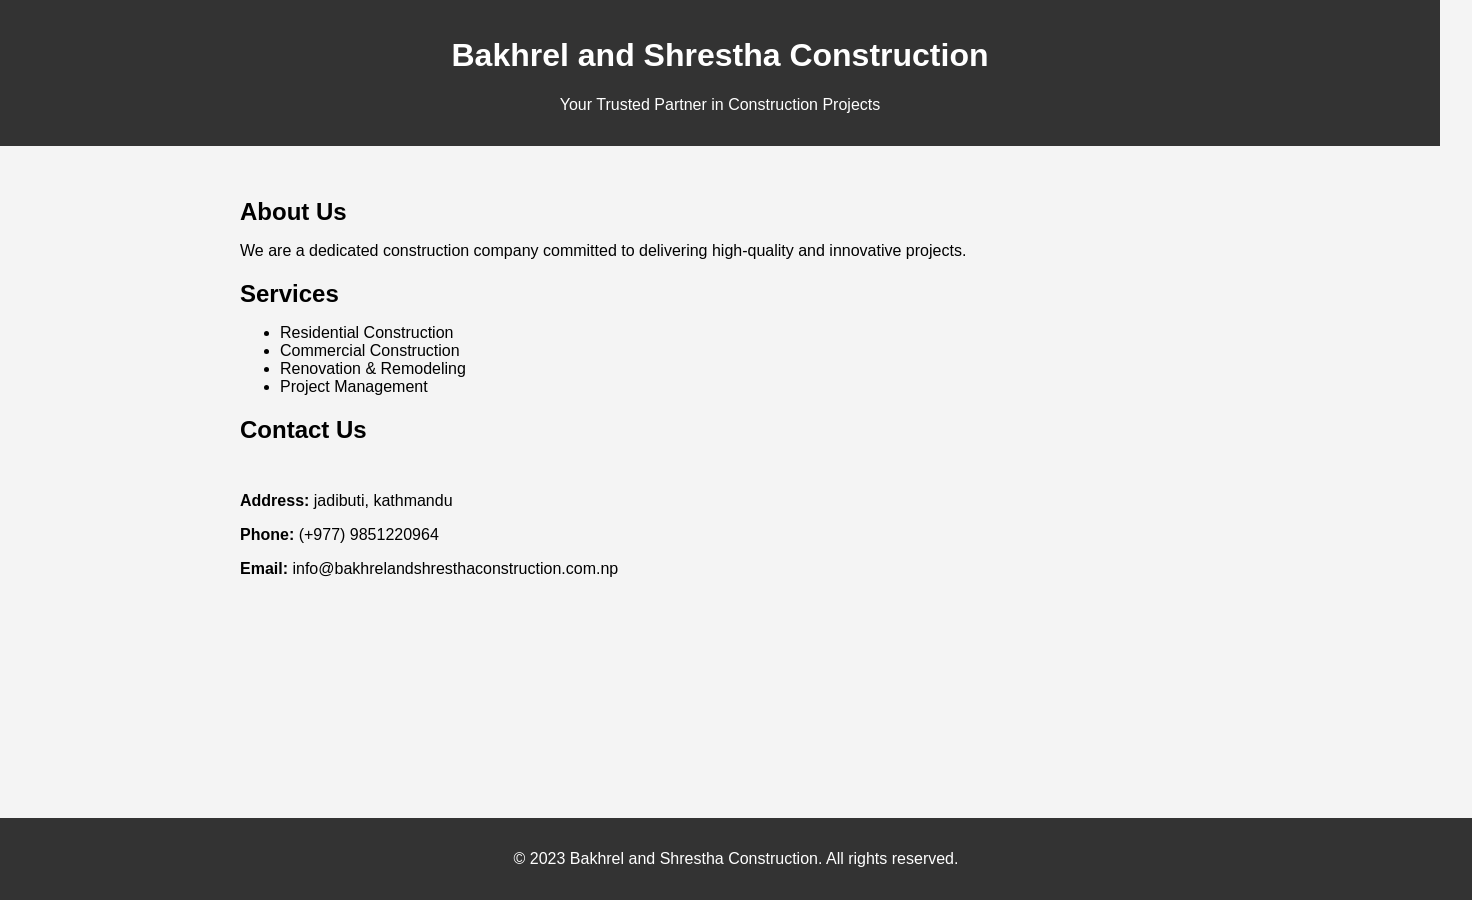 Bakhrel and Shrestha Construction
Your Trusted Partner in Construction Projects
About Us
We are a dedicated construction company committed to delivering high-quality and innovative projects.
Services
• Residential Construction
• Commercial Construction
• Renovation & Remodeling
• Project Management
Contact Us
Address: jadibuti, kathmandu
Phone: (+977) 9851220964
Email: info@bakhrelandshresthaconstruction.com.np
© 2023 Bakhrel and Shrestha Construction. All rights reserved.